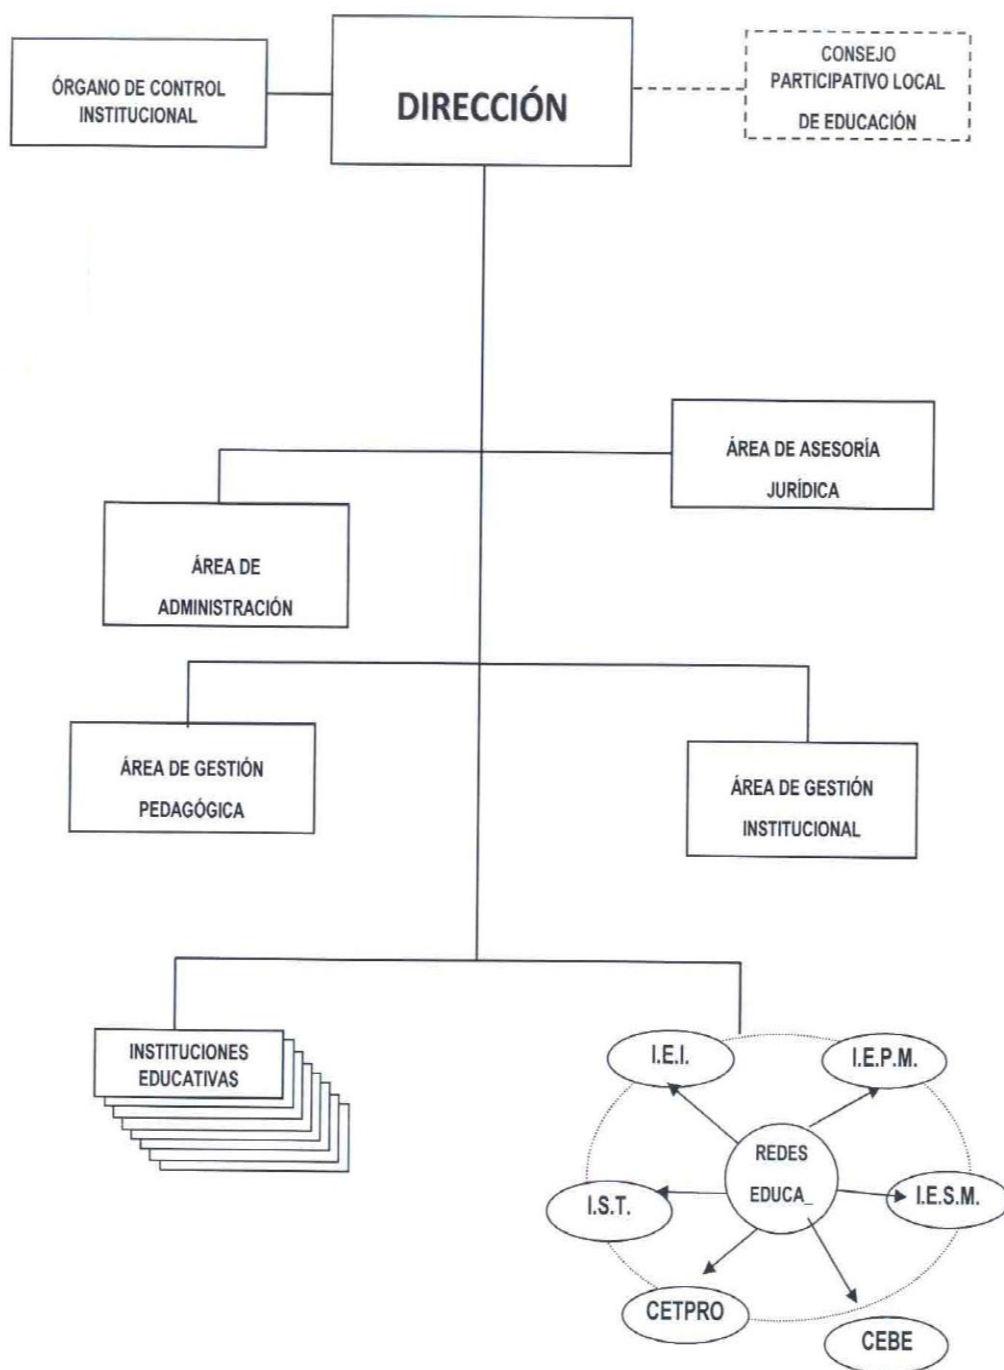 ÓRGANO DE CONTROL
INSTITUCIONAL
DIRECCIÓN
CONSEJO
PARTICIPATIVO LOCAL
DE EDUCACIÓN
ÁREA DE ASESORÍA
JURÍDICA
ÁREA DE
ADMINISTRACIÓN
ÁREA DE GESTIÓN
PEDAGÓGICA
ÁREA DE GESTIÓN
INSTITUCIONAL
INSTITUCIONES
EDUCATIVAS
I.E.I.
I.E.P.M.
REDES
EDUCA_
I.S.T.
I.E.S.M.
CETPRO
CEBE